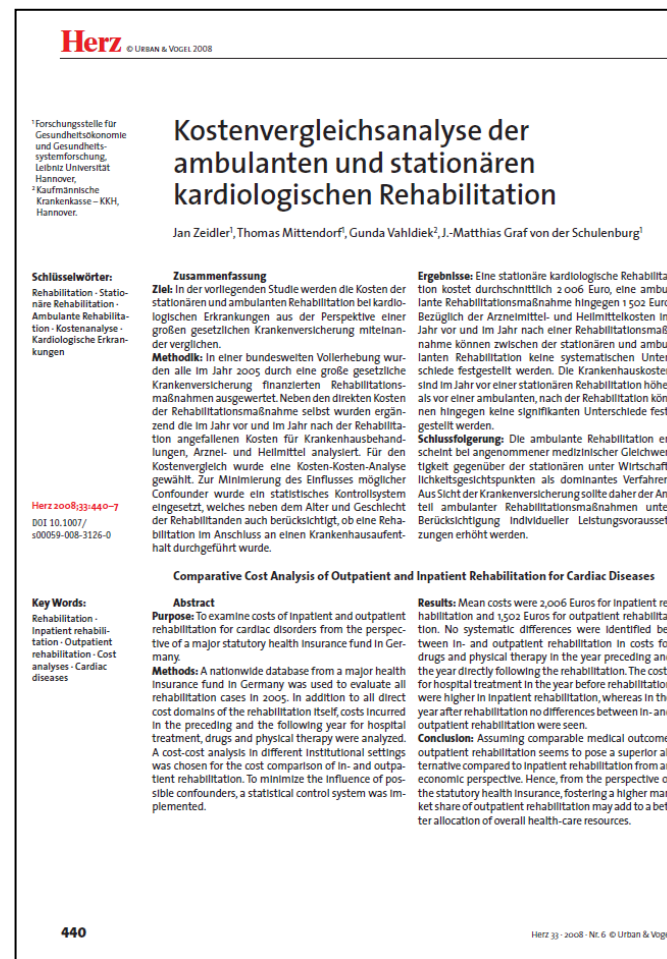 Herz © URBAN & VOGEL 2008
¹Forschungsstelle für
Gesundheitsökonomie
und Gesundheits-
systemforschung,
Leibniz Universität
Hannover,
²Kaufmännische
Krankenkasse – KKH,
Hannover.
Kostenvergleichsanalyse der
ambulanten und stationären
kardiologischen Rehabilitation
Jan Zeidler¹, Thomas Mittendorf¹, Gunda Vahldiek², J.-Matthias Graf von der Schulenburg¹
Schlüsselwörter:
Rehabilitation · Statio-
näre Rehabilitation ·
Ambulante Rehabilita-
tion · Kostenanalyse ·
Kardiologische Erkran-
kungen
Herz 2008;33:440–7
DOI 10.1007/
s00059-008-3126-0
Zusammenfassung
Ziel: In der vorliegenden Studie werden die Kosten der
stationären und ambulanten Rehabilitation bei kardio-
logischen Erkrankungen aus der Perspektive einer
großen gesetzlichen Krankenversicherung miteinan-
der verglichen.
Methodik: In einer bundesweiten Vollerhebung wur-
den alle im Jahr 2005 durch eine große gesetzliche
Krankenversicherung finanzierten Rehabilitations-
maßnahmen ausgewertet. Neben den direkten Kosten
der Rehabilitationsmaßnahme selbst wurden ergän-
zend die im Jahr vor und im Jahr nach der Rehabilita-
tion angefallenen Kosten für Krankenhausbehand-
lungen, Arznei- und Heilmittel analysiert. Für den
Kostenvergleich wurde eine Kosten-Kosten-Analyse
gewählt. Zur Minimierung des Einflusses möglicher
Confounder wurde ein statistisches Kontrollsystem
eingesetzt, welches neben dem Alter und Geschlecht
der Rehabilitanden auch berücksichtigt, ob eine Reha-
bilitation im Anschluss an einen Krankenhausaufent-
halt durchgeführt wurde.
Ergebnisse: Eine stationäre kardiologische Rehabilita
tion kostet durchschnittlich 2 006 Euro, eine ambu
lante Rehabilitationsmaßnahme hingegen 1 502 Euro
Bezüglich der Arzneimittel- und Heilmittelkosten im
Jahr vor und im Jahr nach einer Rehabilitationsmaß
nahme können zwischen der stationären und ambu
lanten Rehabilitation keine systematischen Unter
schiede festgestellt werden. Die Krankenhauskosten
sind im Jahr vor einer stationären Rehabilitation höhe
als vor einer ambulanten, nach der Rehabilitation kön
nen hingegen keine signifikanten Unterschiede fest
gestellt werden.
Schlussfolgerung: Die ambulante Rehabilitation er
scheint bei angenommener medizinischer Gleichwer
tigkeit gegenüber der stationären unter Wirtschaft
lichkeitsgesichtspunkten als dominantes Verfahren
Aus Sicht der Krankenversicherung sollte daher der An
teil ambulanter Rehabilitationsmaßnahmen unte
Berücksichtigung individueller Leistungsvorausset
zungen erhöht werden.
Comparative Cost Analysis of Outpatient and Inpatient Rehabilitation for Cardiac Diseases
Key Words:
Rehabilitation ·
Inpatient rehabili-
tation · Outpatient
rehabilitation · Cost
analyses · Cardiac
diseases
Abstract
Purpose: To examine costs of inpatient and outpatient
rehabilitation for cardiac disorders from the perspec-
tive of a major statutory health insurance fund in Ger-
many.
Methods: A nationwide database from a major health
insurance fund in Germany was used to evaluate all
rehabilitation cases in 2005. In addition to all direct
cost domains of the rehabilitation itself, costs incurred
in the preceding and the following year for hospital
treatment, drugs and physical therapy were analyzed.
A cost-cost analysis in different institutional settings
was chosen for the cost comparison of in- and outpa-
tient rehabilitation. To minimize the influence of pos-
sible confounders, a statistical control system was im-
plemented.
Results: Mean costs were 2,006 Euros for inpatient re
habilitation and 1,502 Euros for outpatient rehabilita
tion. No systematic differences were identified be
tween in- and outpatient rehabilitation in costs fo
drugs and physical therapy in the year preceding and
the year directly following the rehabilitation. The cost
for hospital treatment in the year before rehabilitation
were higher in inpatient rehabilitation, whereas in the
year after rehabilitation no differences between in- and
outpatient rehabilitation were seen.
Conclusion: Assuming comparable medical outcome
outpatient rehabilitation seems to pose a superior al
ternative compared to inpatient rehabilitation from an
economic perspective. Hence, from the perspective o
the statutory health insurance, fostering a higher mar
ket share of outpatient rehabilitation may add to a bet
ter allocation of overall health-care resources.
440
Herz 33 · 2008 · Nr. 6 © Urban & Voge